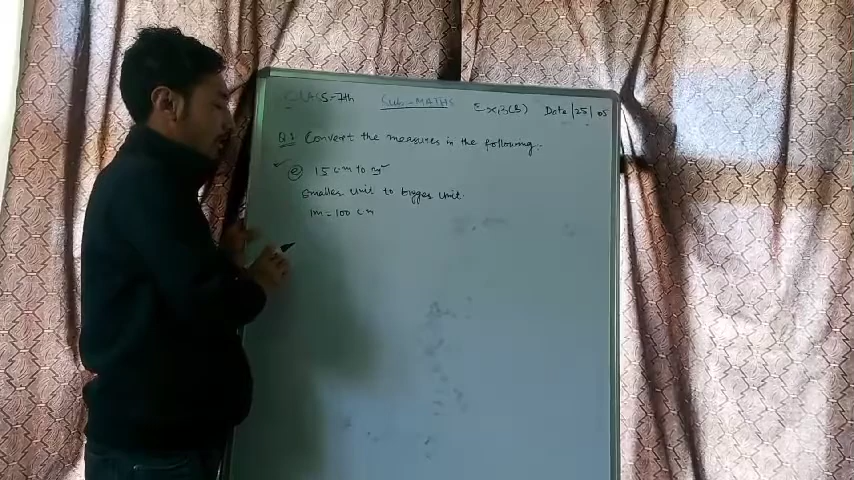 CLASS-7th Sub-MATHS Ex:3(B) Date/25/05
Q.3 Convert the measures in the following:-
(e) 15 cm to m
Smaller unit to bigger unit.
1m = 100 cm